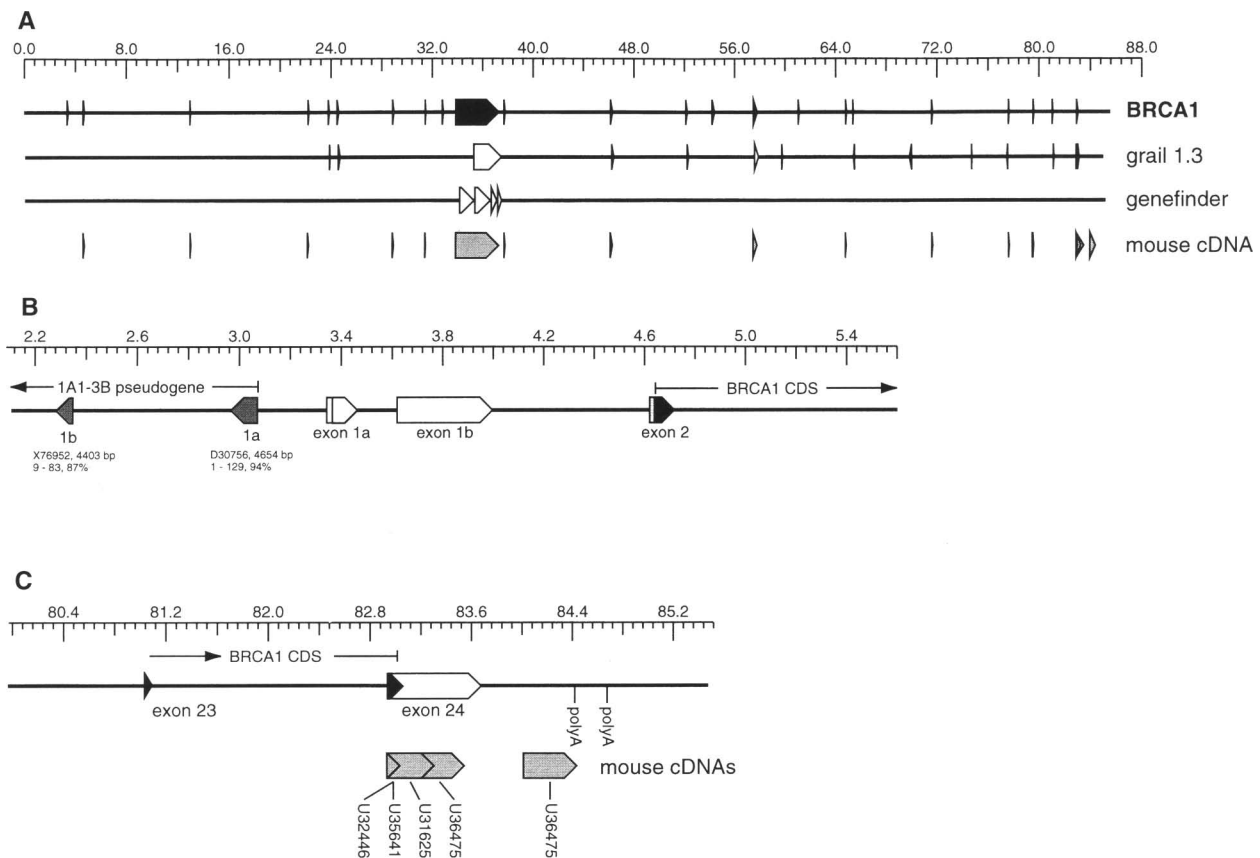 A
0.0 8.0 16.0 24.0 32.0 40.0 48.0 56.0 64.0 72.0 80.0 88.0
BRCA1
grail 1.3
genefinder
mouse cDNA
B
2.2 2.6 3.0 3.4 3.8 4.2 4.6 5.0 5.4
1A1-3B pseudogene
BRCA1 CDS
1b
1a
exon 1a
exon 1b
exon 2
X76952, 4403 bp
9 - 83, 87%
D30756, 4654 bp
1 - 129, 94%
C
80.4 81.2 82.0 82.8 83.6 84.4 85.2
BRCA1 CDS
exon 23
exon 24
polyA
polyA
mouse cDNAs
U32446
U35641
U31625
U36475
U36475